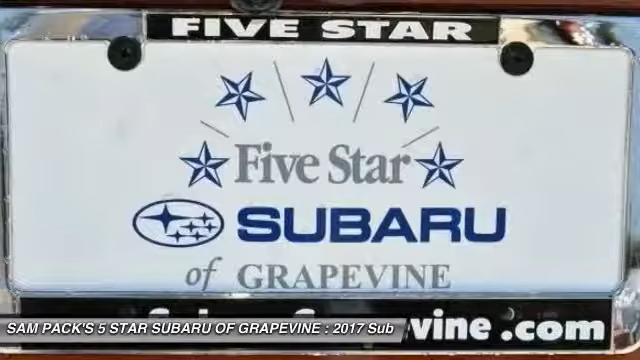 FIVE STAR
Five Star
SUBARU
of GRAPEVINE
vine.com
SAM PACK'S 5 STAR SUBARU OF GRAPEVINE : 2017 Sub